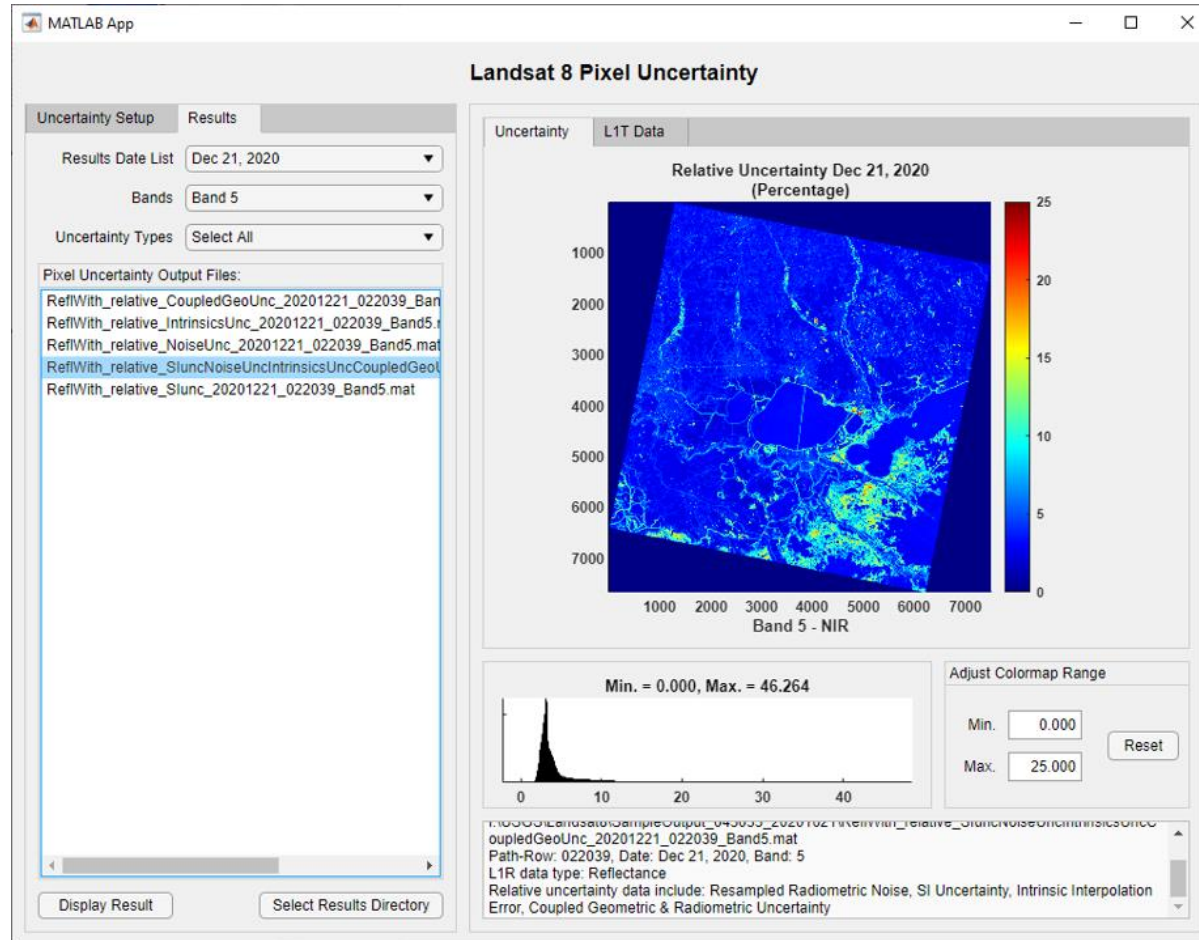 MATLAB App
Landsat 8 Pixel Uncertainty
Uncertainty Setup
Results
Results Date List
Dec 21, 2020
Bands
Band 5
Uncertainty Types
Select All
Pixel Uncertainty Output Files:
ReflWith_relative_CoupledGeoUnc_20201221_022039_Ban
ReflWith_relative_IntrinsicsUnc_20201221_022039_Band5.
ReflWith_relative_NoiseUnc_20201221_022039_Band5.mat
ReflWith_relative_SIuncNoiseUncIntrinsicsUncCoupledGeo
ReflWith_relative_SIunc_20201221_022039_Band5.mat
Display Result
Select Results Directory
Uncertainty
L1T Data
Relative Uncertainty Dec 21, 2020
(Percentage)
1000
2000
3000
4000
5000
6000
7000
1000 2000 3000 4000 5000 6000 7000
Band 5 - NIR
25
20
15
10
5
0
Min. = 0.000, Max. = 46.264
0 10 20 30 40
Adjust Colormap Range
Min. 0.000
Max. 25.000
Reset
oupledGeoUnc_20201221_022039_Band5.mat
Path-Row: 022039, Date: Dec 21, 2020, Band: 5
L1R data type: Reflectance
Relative uncertainty data include: Resampled Radiometric Noise, SI Uncertainty, Intrinsic Interpolation
Error, Coupled Geometric & Radiometric Uncertainty